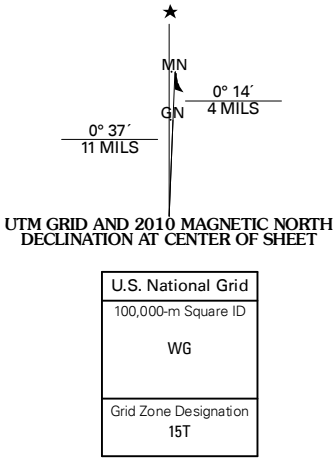 ★
MN
0° 14´
4 MILS
GN
0° 37´
11 MILS
UTM GRID AND 2010 MAGNETIC NORTH
DECLINATION AT CENTER OF SHEET
U.S. National Grid
100,000-m Square ID
WG
Grid Zone Designation
15T